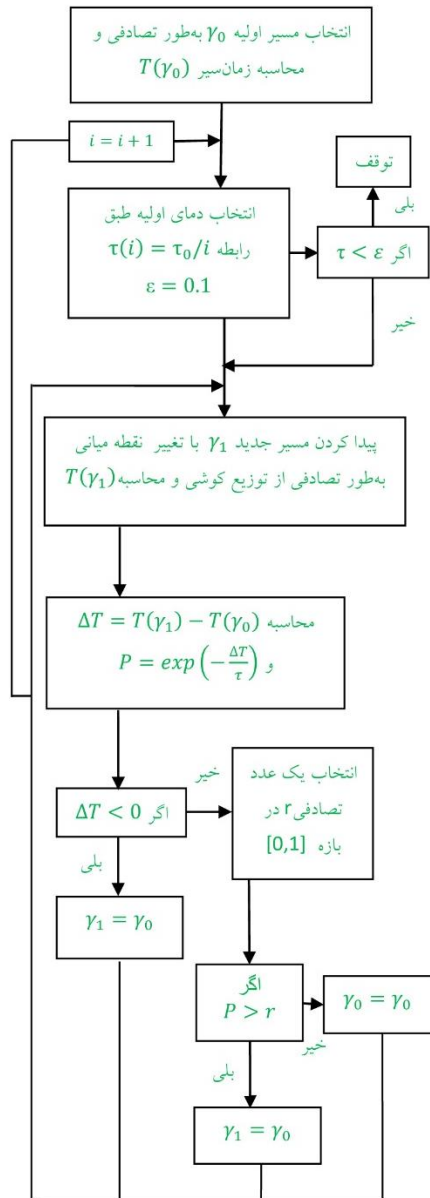 انتخاب مسیر اولیه γ₀ به‌طور تصادفی و
محاسبه زمان‌سیر T(γ₀)
i = i + 1
توقف
بلی
انتخاب دمای اولیه طبق
رابطه τ(i) = τ₀/i
ε = 0.1
اگر τ < ε
خیر
پیدا کردن مسیر جدید γ₁ با تغییر نقطه میانی
به‌طور تصادفی از توزیع کوشی و محاسبه T(γ₁)
محاسبه ΔT = T(γ₁) − T(γ₀)
و P = exp(−ΔT/τ)
اگر ΔT < 0
خیر
انتخاب یک عدد
تصادفی r در
بازه [0,1]
بلی
γ₁ = γ₀
اگر
P > r
خیر
γ₀ = γ₀
بلی
γ₁ = γ₀